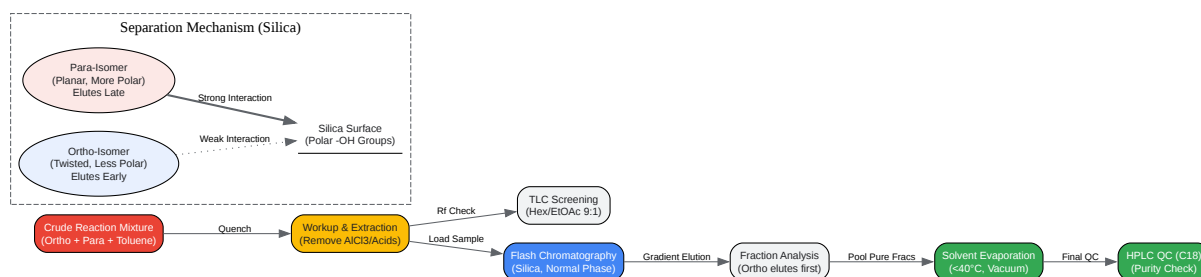 Separation Mechanism (Silica)
Para-Isomer
(Planar, More Polar)
Elutes Late
Strong Interaction
Silica Surface
(Polar -OH Groups)
Weak Interaction
Ortho-Isomer
(Twisted, Less Polar)
Elutes Early
Crude Reaction Mixture
(Ortho + Para + Toluene)
Quench
Workup & Extraction
(Remove AlCl3/Acids)
Rf Check
TLC Screening
(Hex/EtOAc 9:1)
Load Sample
Flash Chromatography
(Silica, Normal Phase)
Gradient Elution
Fraction Analysis
(Ortho elutes first)
Pool Pure Fracs
Solvent Evaporation
(<40°C, Vacuum)
Final QC
HPLC QC (C18
(Purity Check